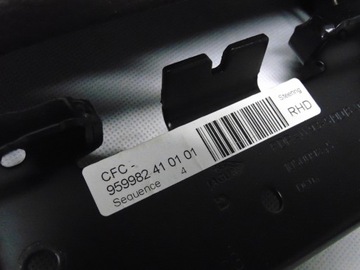 CFC -
959982 41 01 01
Sequence 4
Steering
RHD